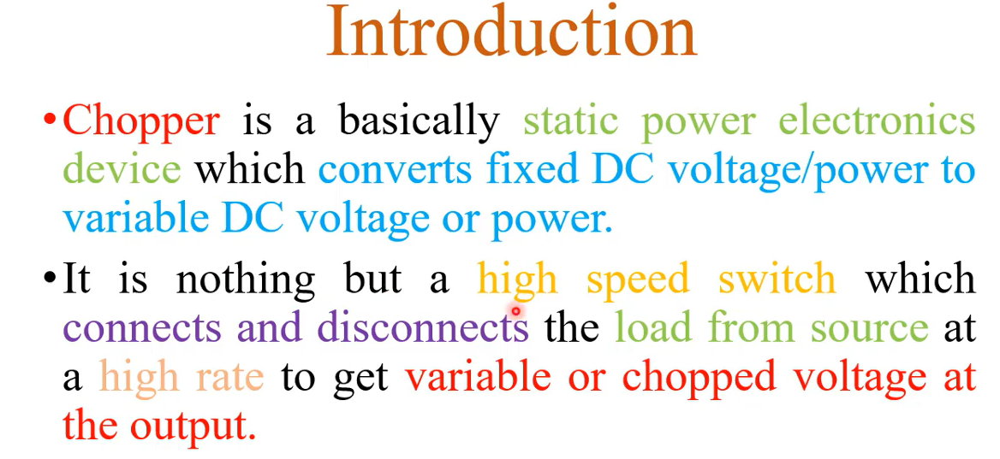 Introduction
•Chopper is a basically static power electronics
device which converts fixed DC voltage/power to
variable DC voltage or power.
•It is nothing but a high speed switch which
connects and disconnects the load from source at
a high rate to get variable or chopped voltage at
the output.